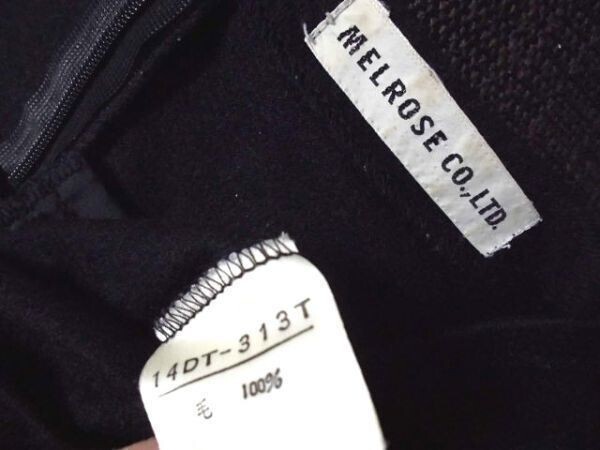 MELROSE CO.,LTD.
14DT-313T
毛 100%